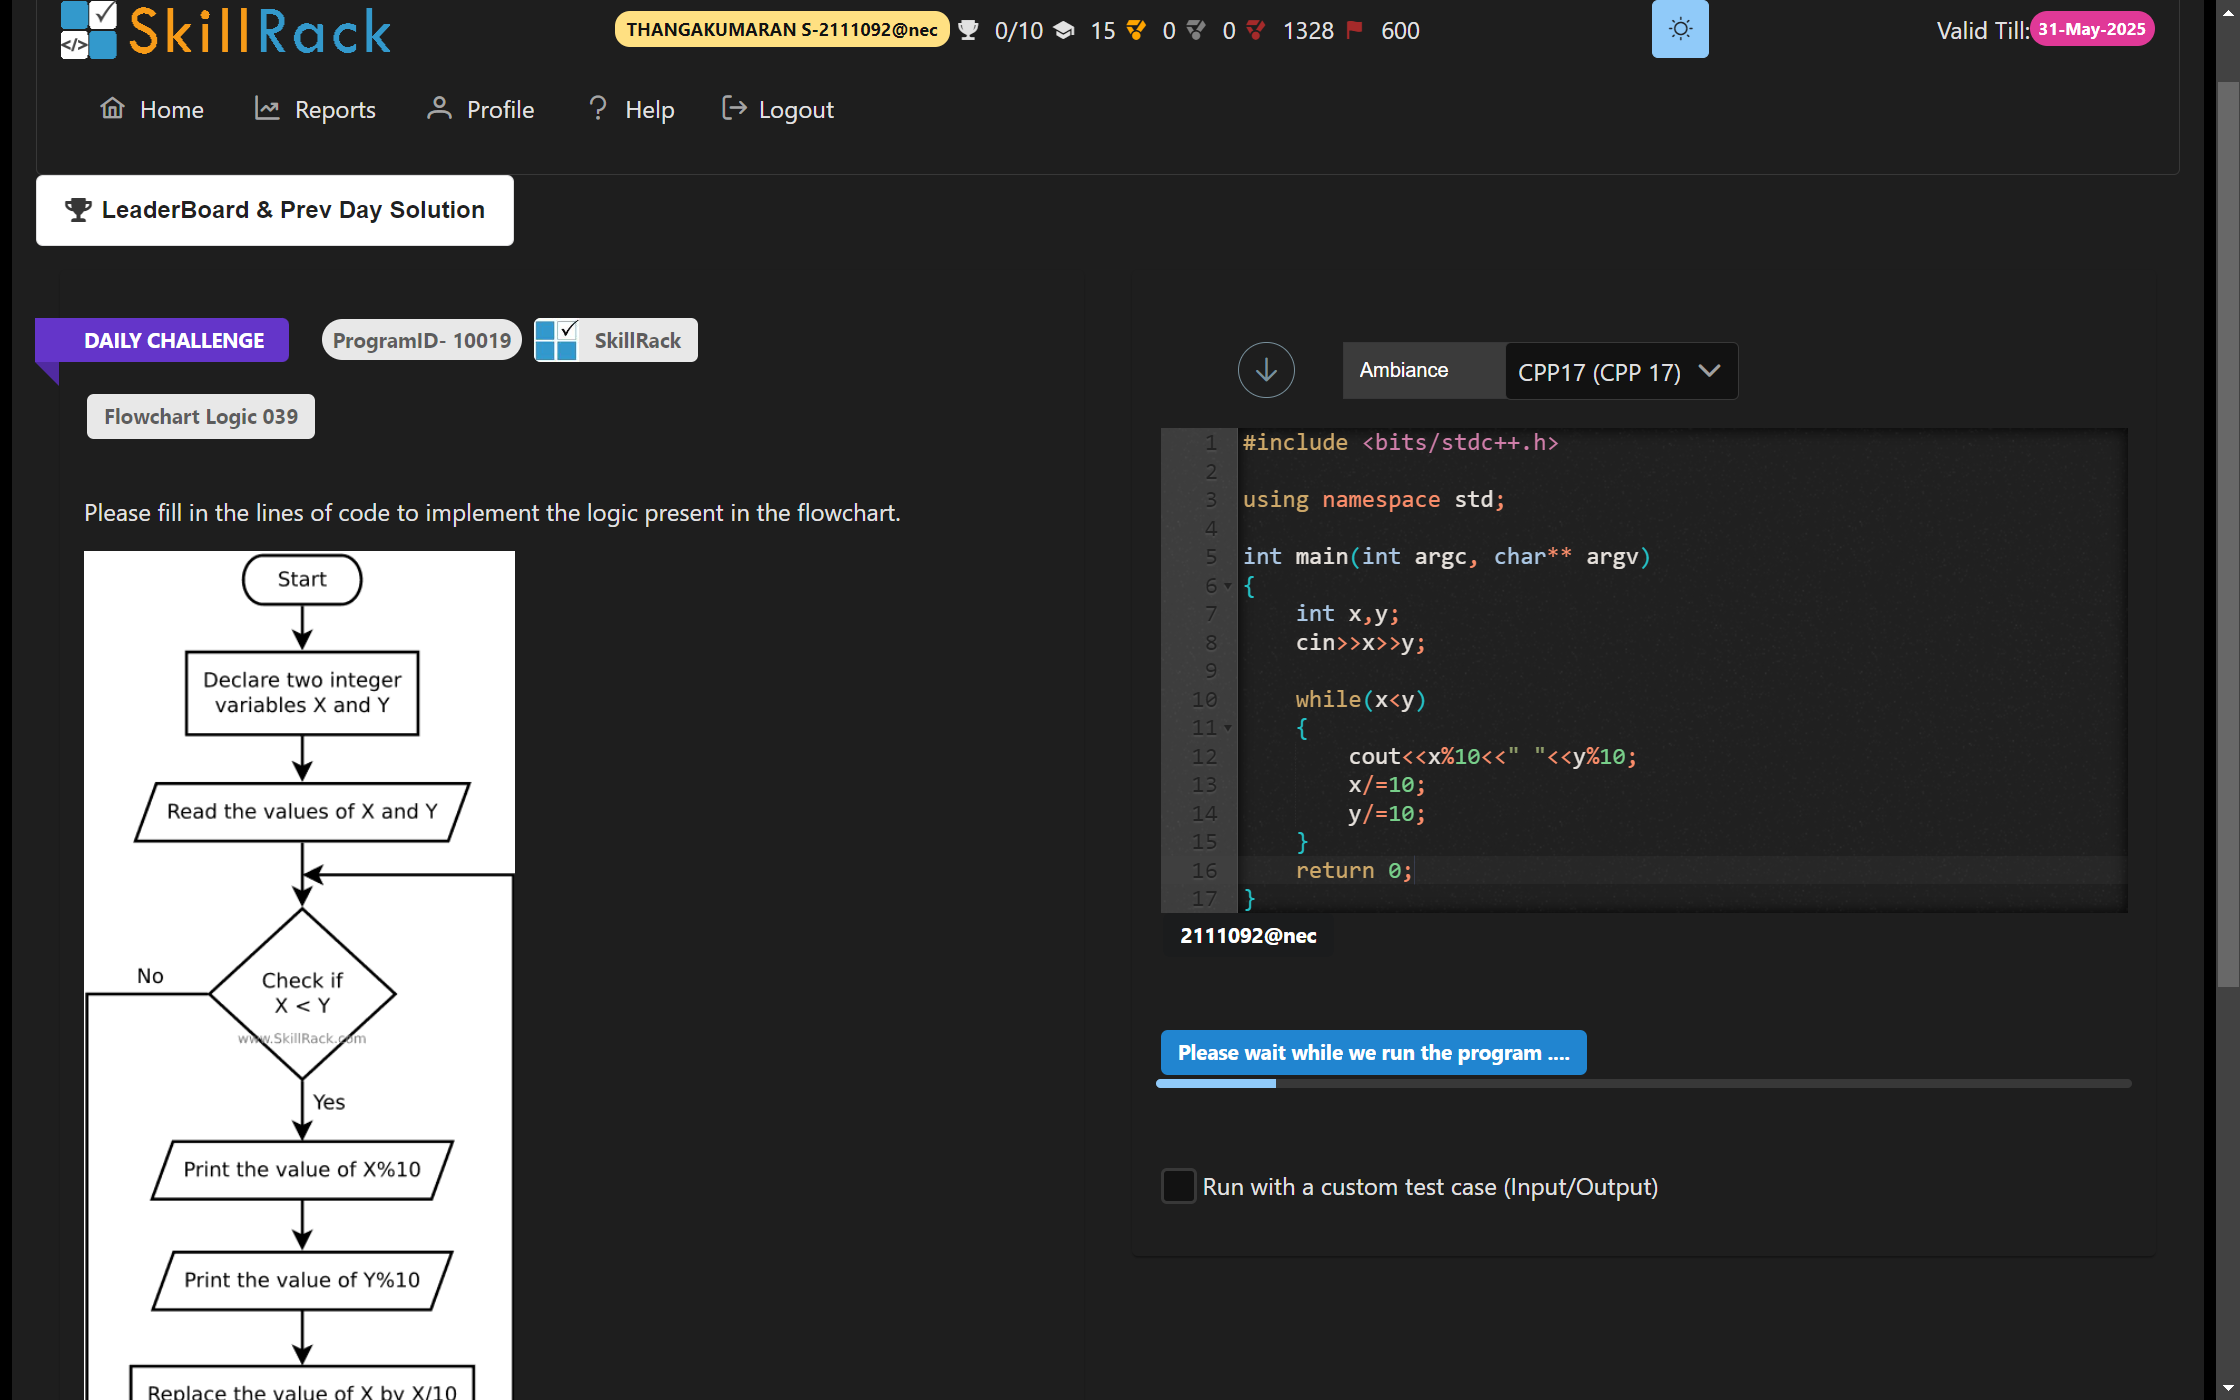 SkillRack
THANGAKUMARAN S-2111092@nec 0/10 15 0 0 1328 600
Valid Till: 31-May-2025
Home Reports Profile Help Logout
LeaderBoard & Prev Day Solution
DAILY CHALLENGE ProgramID- 10019 SkillRack
Flowchart Logic 039
Please fill in the lines of code to implement the logic present in the flowchart.
Start
Declare two integer
variables X and Y
Read the values of X and Y
No
Check if
X < Y
www.SkillRack.com
Yes
Print the value of X%10
Print the value of Y%10
Replace the value of X by X/10
Ambiance CPP17 (CPP 17)
1 #include <bits/stdc++.h>
2
3 using namespace std;
4
5 int main(int argc, char** argv)
6 {
7 int x,y;
8 cin>>x>>y;
9
10 while(x<y)
11 {
12 cout<<x%10<<" "<<y%10;
13 x/=10;
14 y/=10;
15 }
16 return 0;
17 }
2111092@nec
Please wait while we run the program ....
Run with a custom test case (Input/Output)